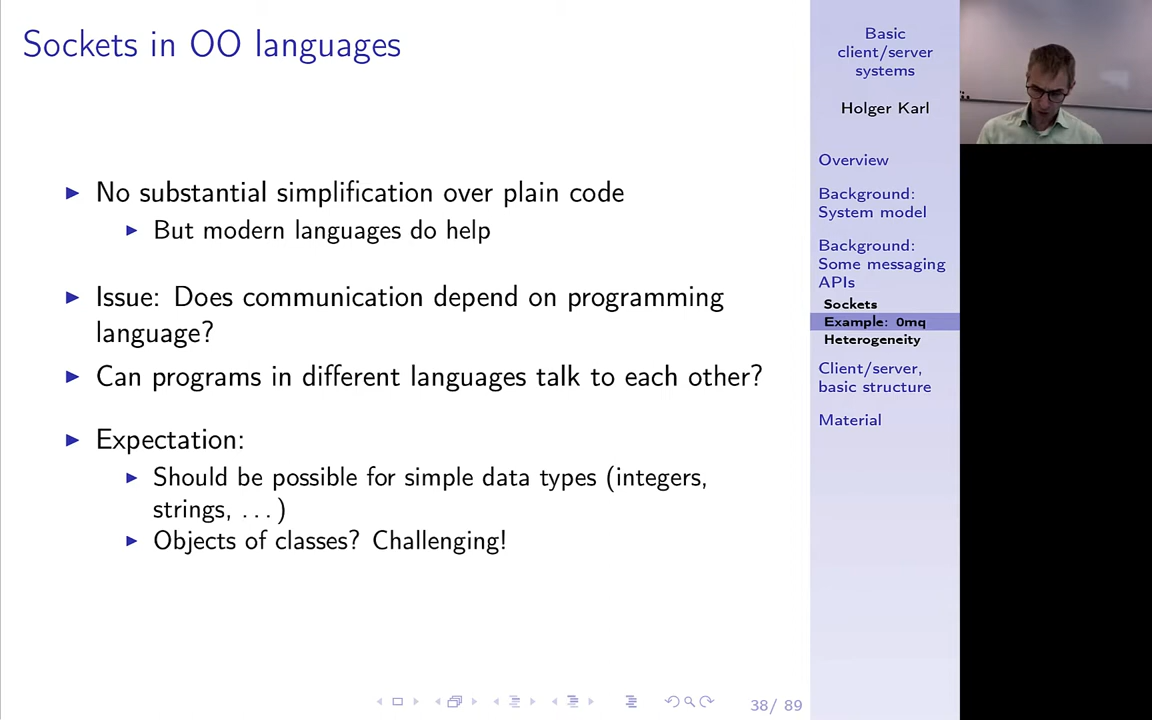 Sockets in OO languages
▶ No substantial simplification over plain code
▶ But modern languages do help
▶ Issue: Does communication depend on programming
language?
▶ Can programs in different languages talk to each other?
▶ Expectation:
▶ Should be possible for simple data types (integers,
strings, . . . )
▶ Objects of classes? Challenging!
38/ 89
Basic
client/server
systems
Holger Karl
Overview
Background:
System model
Background:
Some messaging
APIs
Sockets
Example: 0mq
Heterogeneity
Client/server,
basic structure
Material